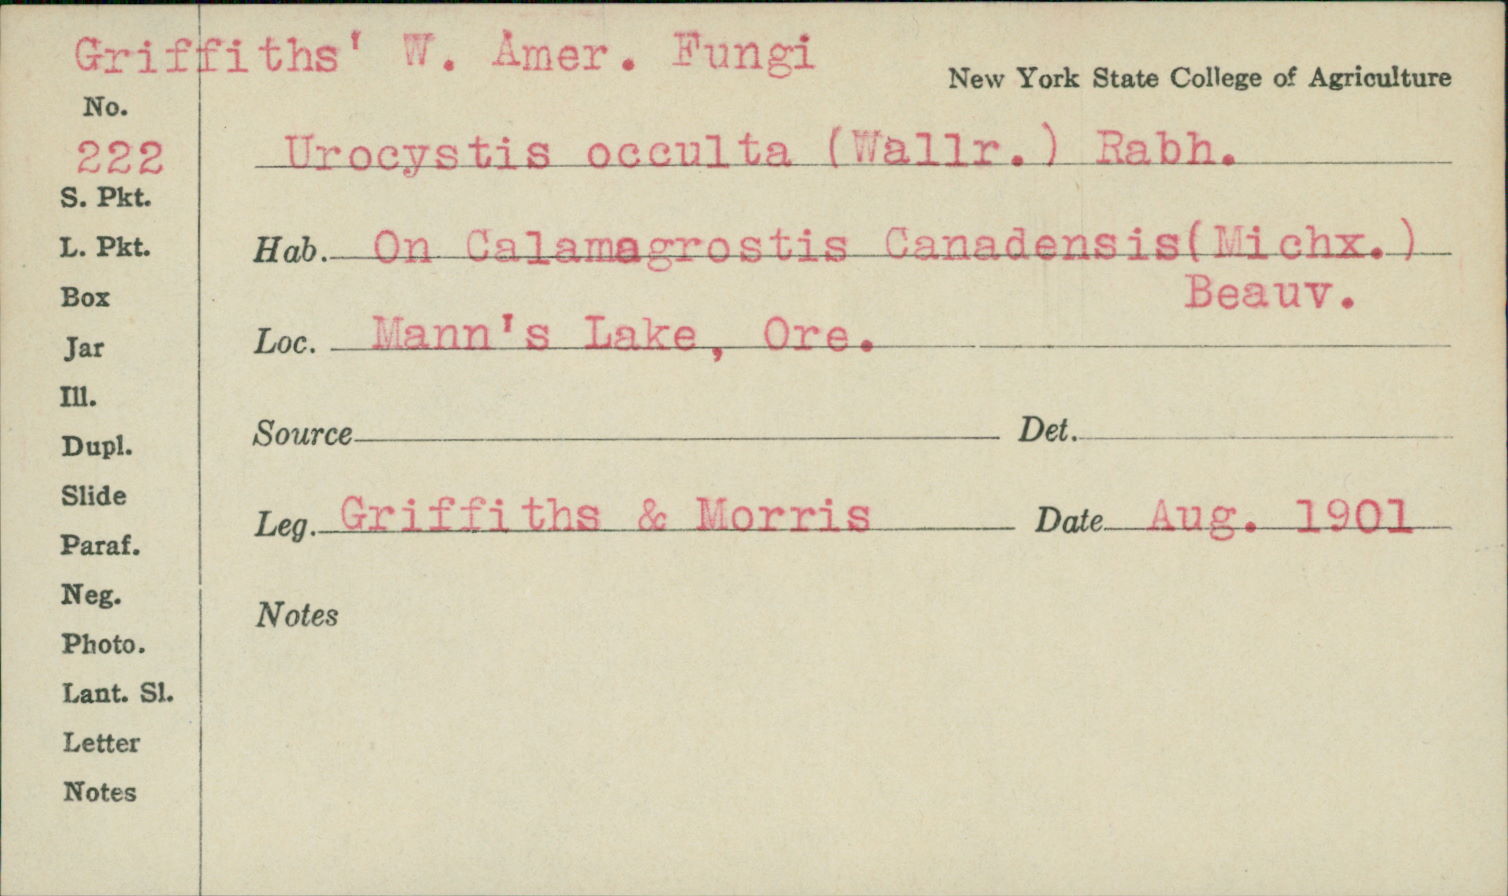 Griffiths' W. Amer. Fungi
New York State College of Agriculture
No.
222
Urocystis occulta (Wallr.) Rabh.
S. Pkt.
L. Pkt.
Hab. On Calamagrostis Canadensis(Michx.)
Beauv.
Box
Jar
Loc. Mann's Lake, Ore.
Ill.
Dupl.
Source Det.
Slide
Leg. Griffiths & Morris Date Aug. 1901
Paraf.
Neg.
Notes
Photo.
Lant. Sl.
Letter
Notes